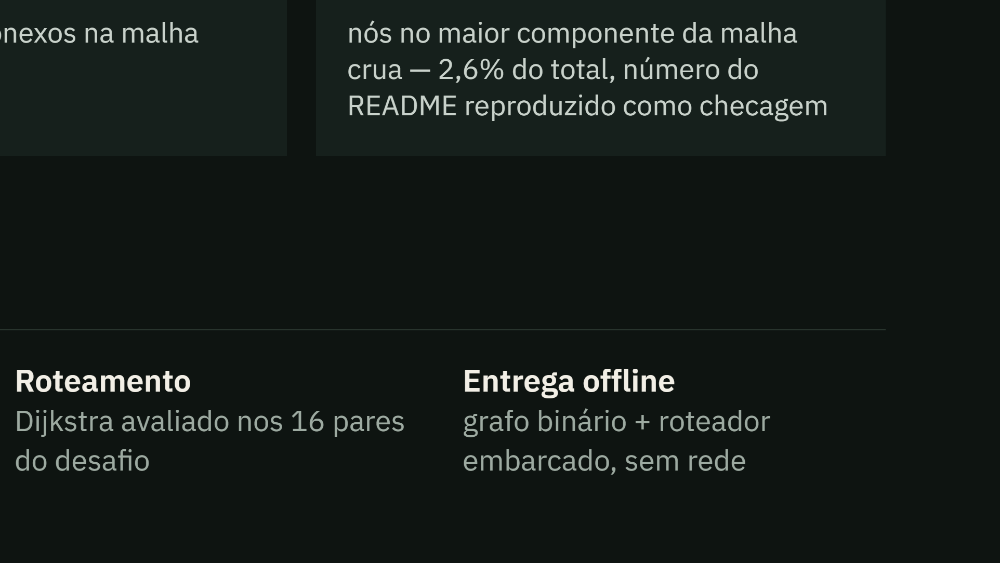 nexos na malha
nós no maior componente da malha
crua — 2,6% do total, número do
README reproduzido como checagem
Roteamento
Dijkstra avaliado nos 16 pares
do desafio
Entrega offline
grafo binário + roteador
embarcado, sem rede